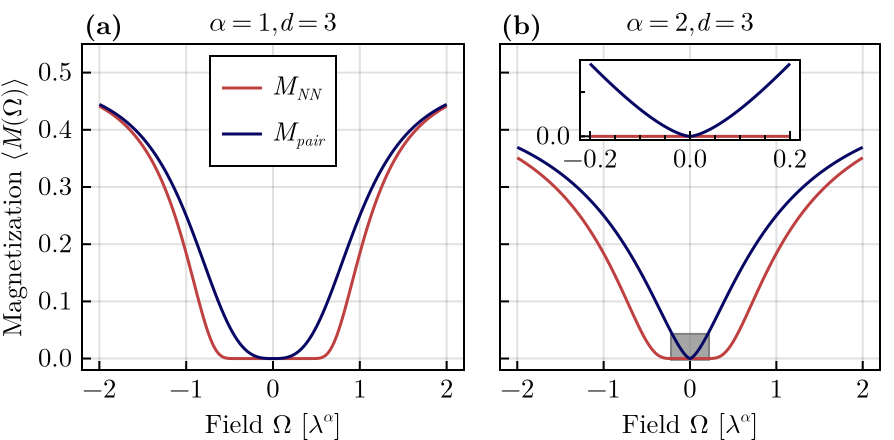 (a)
α = 1, d = 3
M_NN
M_pair
0.5
0.4
0.3
0.2
0.1
0.0
Magnetization ⟨M(Ω)⟩
−2 −1 0 1 2
Field Ω [λ^α]
(b)
α = 2, d = 3
0.0
−0.2 0.0 0.2
−2 −1 0 1 2
Field Ω [λ^α]